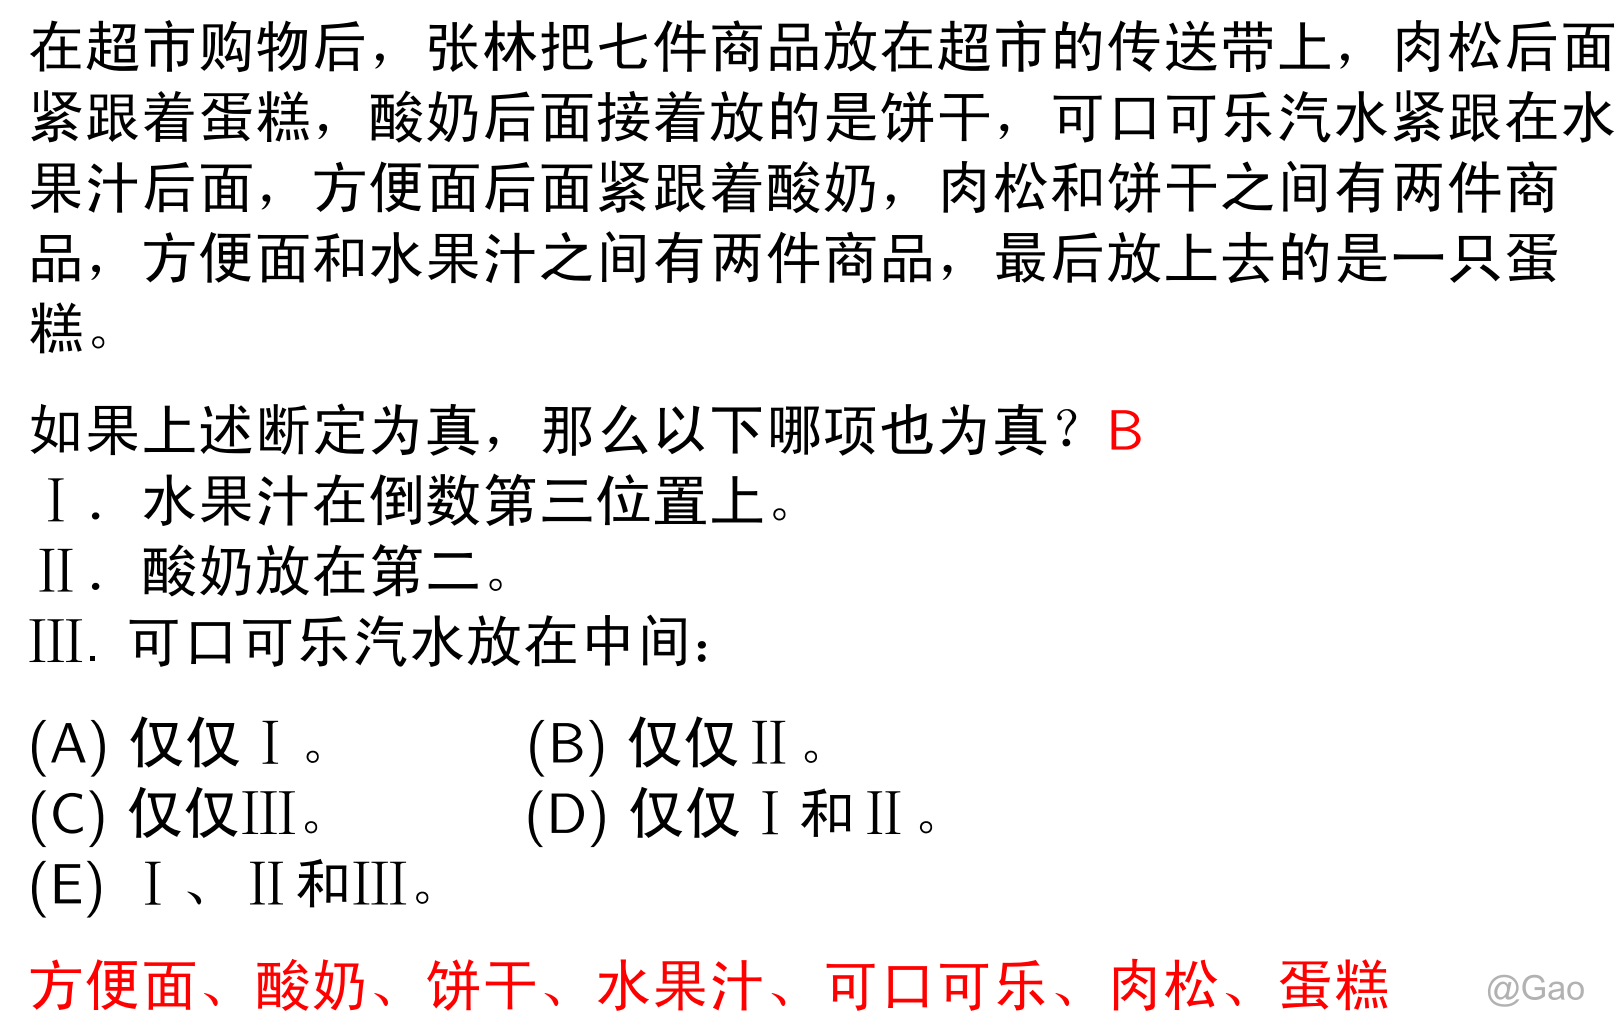 在超市购物后，张林把七件商品放在超市的传送带上，肉松后面
紧跟着蛋糕，酸奶后面接着放的是饼干，可口可乐汽水紧跟在水
果汁后面，方便面后面紧跟着酸奶，肉松和饼干之间有两件商
品，方便面和水果汁之间有两件商品，最后放上去的是一只蛋
糕。
如果上述断定为真，那么以下哪项也为真？B
Ⅰ．水果汁在倒数第三位置上。
Ⅱ．酸奶放在第二。
Ⅲ. 可口可乐汽水放在中间：
(A) 仅仅Ⅰ。 (B) 仅仅Ⅱ。
(C) 仅仅Ⅲ。 (D) 仅仅Ⅰ和Ⅱ。
(E) Ⅰ、Ⅱ和Ⅲ。
方便面、酸奶、饼干、水果汁、可口可乐、肉松、蛋糕 @Gao